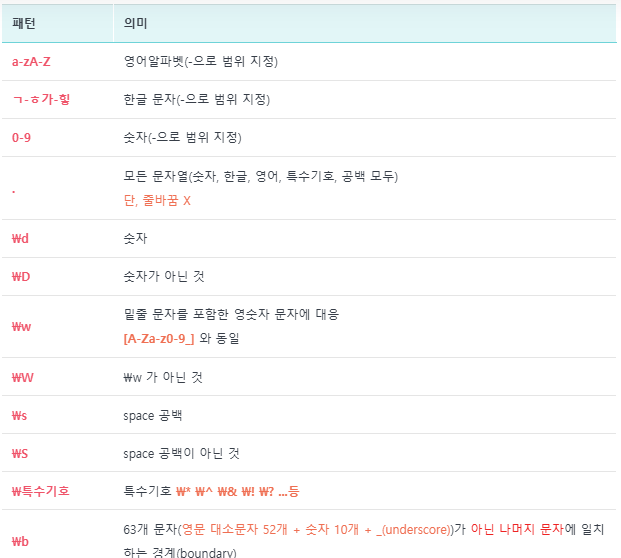 패턴 의미
a-zA-Z 영어알파벳(-으로 범위 지정)
ㄱ-ㅎ가-힣 한글 문자(-으로 범위 지정)
0-9 숫자(-으로 범위 지정)
. 모든 문자열(숫자, 한글, 영어, 특수기호, 공백 모두)
단, 줄바꿈 X
₩d 숫자
₩D 숫자가 아닌 것
₩w 밑줄 문자를 포함한 영숫자 문자에 대응
[A-Za-z0-9_] 와 동일
₩W ₩w 가 아닌 것
₩s space 공백
₩S space 공백이 아닌 것
₩특수기호 특수기호 ₩* ₩^ ₩& ₩! ₩? ...등
₩b 63개 문자(영문 대소문자 52개 + 숫자 10개 + _(underscore))가 아닌 나머지 문자에 일치
하는 경계(boundary)